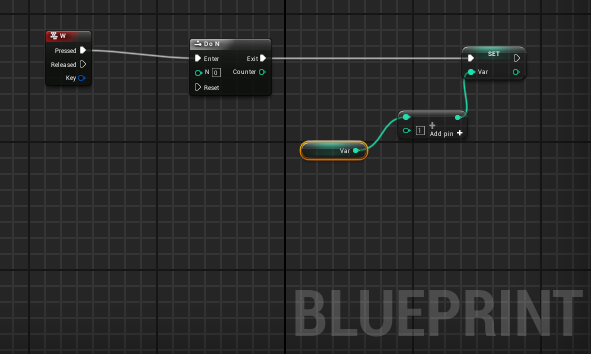 W
Pressed
Released
Key
Do N
Enter Exit
N 0 Counter
Reset
SET
Var
1 + Add pin +
Var
BLUEPRINT